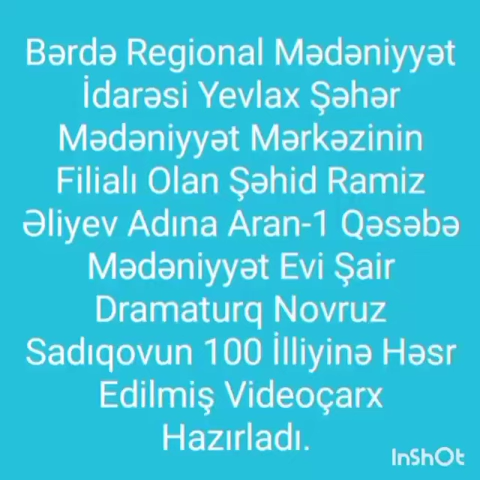 Bərdə Regional Mədəniyyət
İdarəsi Yevlax Şəhər
Mədəniyyət Mərkəzinin
Filialı Olan Şəhid Ramiz
Əliyev Adına Aran-1 Qəsəbə
Mədəniyyət Evi Şair
Dramaturq Novruz
Sadıqovun 100 İlliyinə Həsr
Edilmiş Videoçarx
Hazırladı.
InShOt